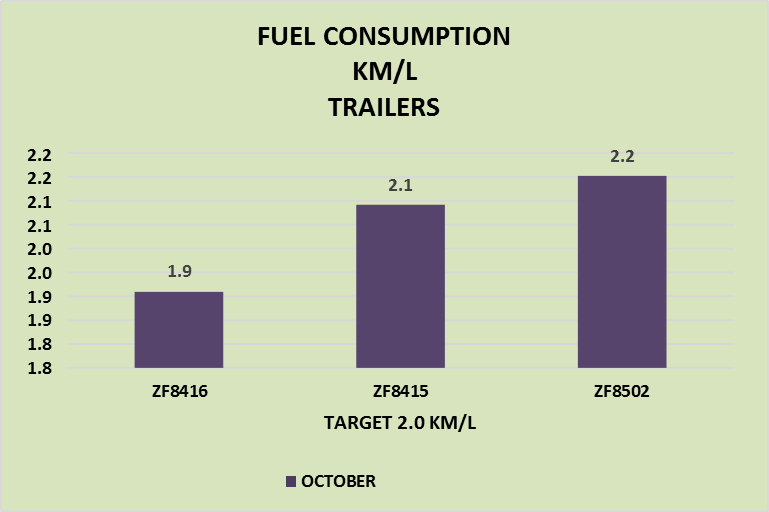 FUEL CONSUMPTION
KM/L
TRAILERS
2.2
2.2
2.1
2.1
2.0
2.0
1.9
1.9
1.8
1.8
1.9
2.1
2.2
ZF8416 ZF8415 ZF8502
TARGET 2.0 KM/L
OCTOBER